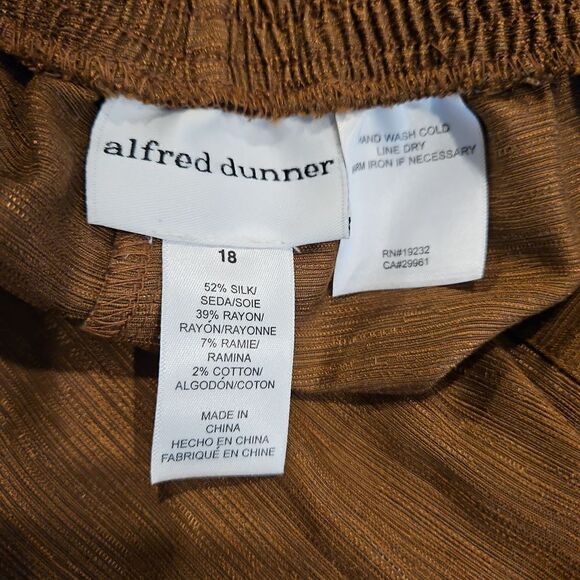 alfred dunner
18
52% SILK/
SEDA/SOIE
39% RAYON/
RAYÓN/RAYONNE
7% RAMIE/
RAMINA
2% COTTON/
ALGODÓN/COTON
MADE IN
CHINA
HECHO EN CHINA
FABRIQUÉ EN CHINE
HAND WASH COLD
LINE DRY
WARM IRON IF NECESSARY
RN#19232
CA#29961